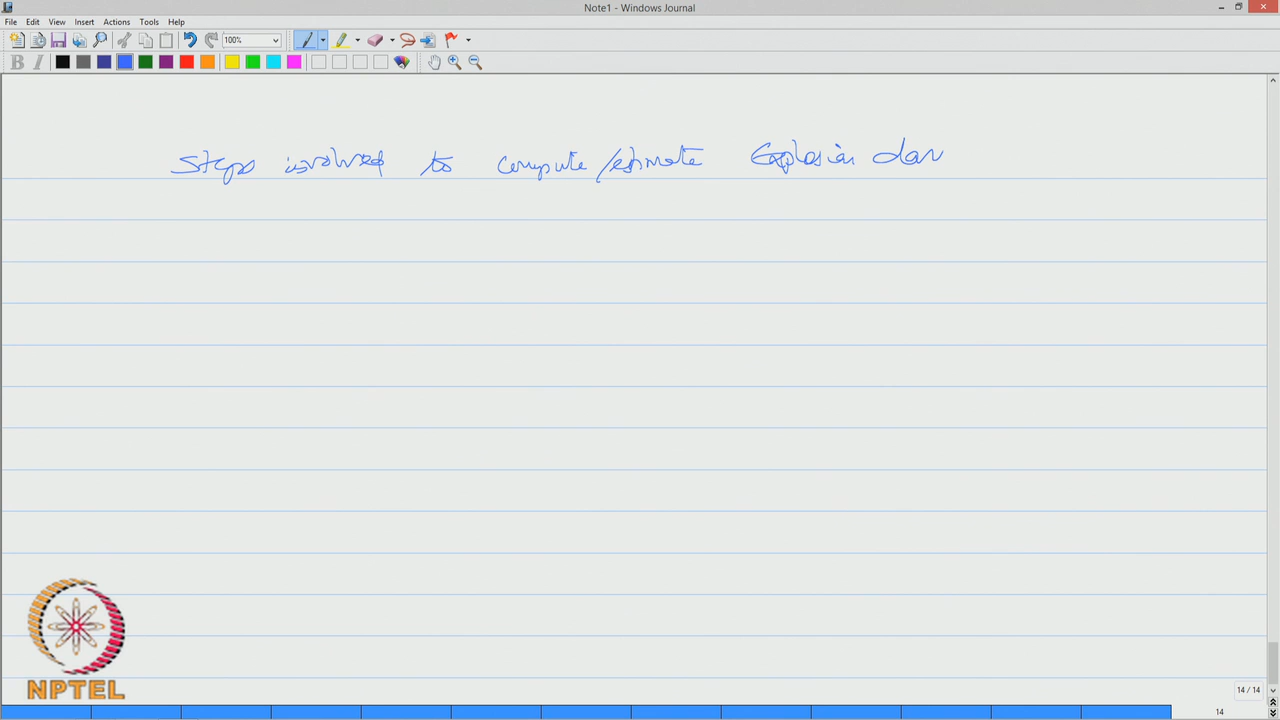 Note1 - Windows Journal
File Edit View Insert Actions Tools Help
100%
B I
Steps involved to compute/estimate Explosion dam
NPTEL
14 / 14
14